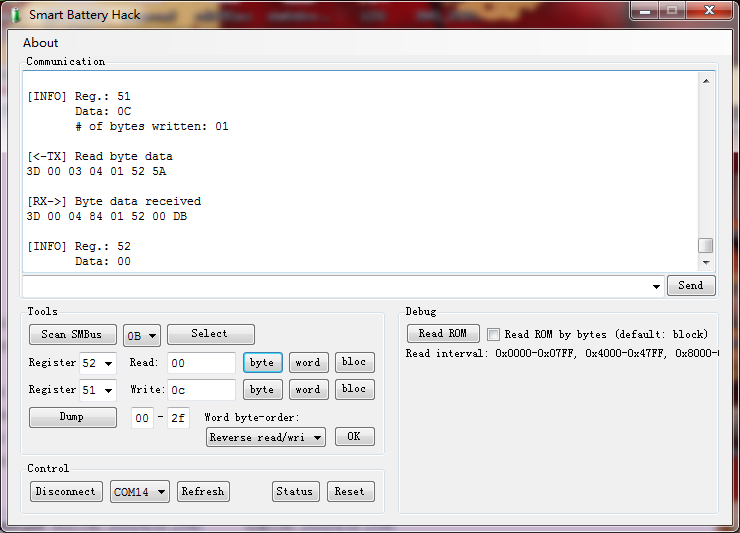 Smart Battery Hack
About
Communication
[INFO] Reg.: 51
Data: 0C
# of bytes written: 01
[<-TX] Read byte data
3D 00 03 04 01 52 5A
[RX->] Byte data received
3D 00 04 84 01 52 00 DB
[INFO] Reg.: 52
Data: 00
Send
Tools
Scan SMBus 0B Select
Register 52 Read: 00 byte word bloc
Register 51 Write: 0c byte word bloc
Dump 00 - 2f Word byte-order:
Reverse read/wri OK
Control
Disconnect COM14 Refresh Status Reset
Debug
Read ROM Read ROM by bytes (default: block)
Read interval: 0x0000-0x07FF, 0x4000-0x47FF, 0x8000-